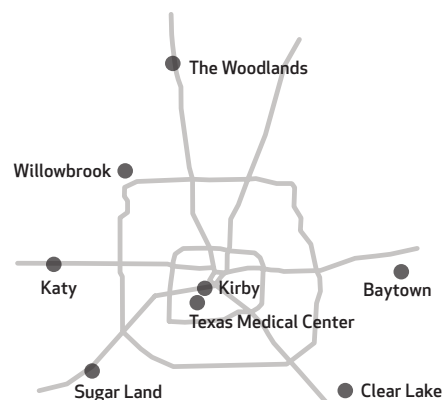 The Woodlands
Willowbrook
Katy
Kirby
Baytown
Texas Medical Center
Sugar Land
Clear Lake